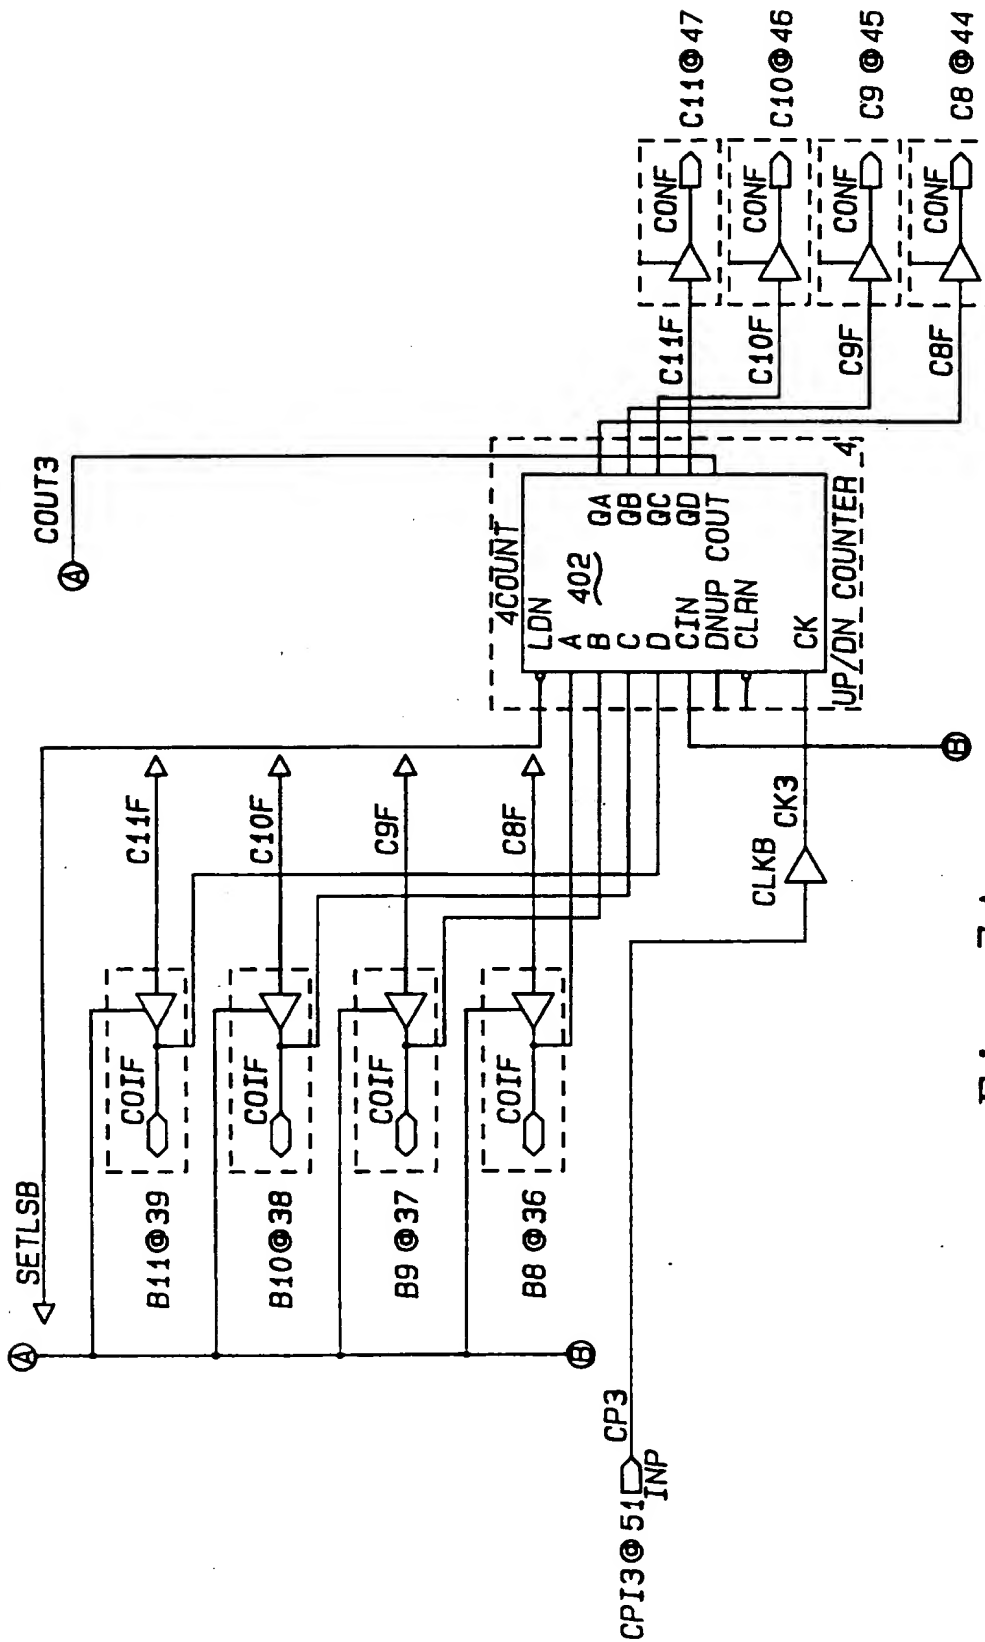 COUT3
A
C11@47
C10@46
C9@45
C8@44
CONF
CONF
CONF
CONF
C11F
C10F
C9F
C8F
4COUNT
LDN
A
B
C
D
CIN
DNUP
CLRN
CK
402
QA
QB
QC
QD
COUT
UP/DN COUNTER 4
SETLSB
A
C11F
C10F
C9F
C8F
COIF
COIF
COIF
COIF
B11@39
B10@38
B9@37
B8@36
B
B
CLKB
CK3
CP3
CPI3@51
INP